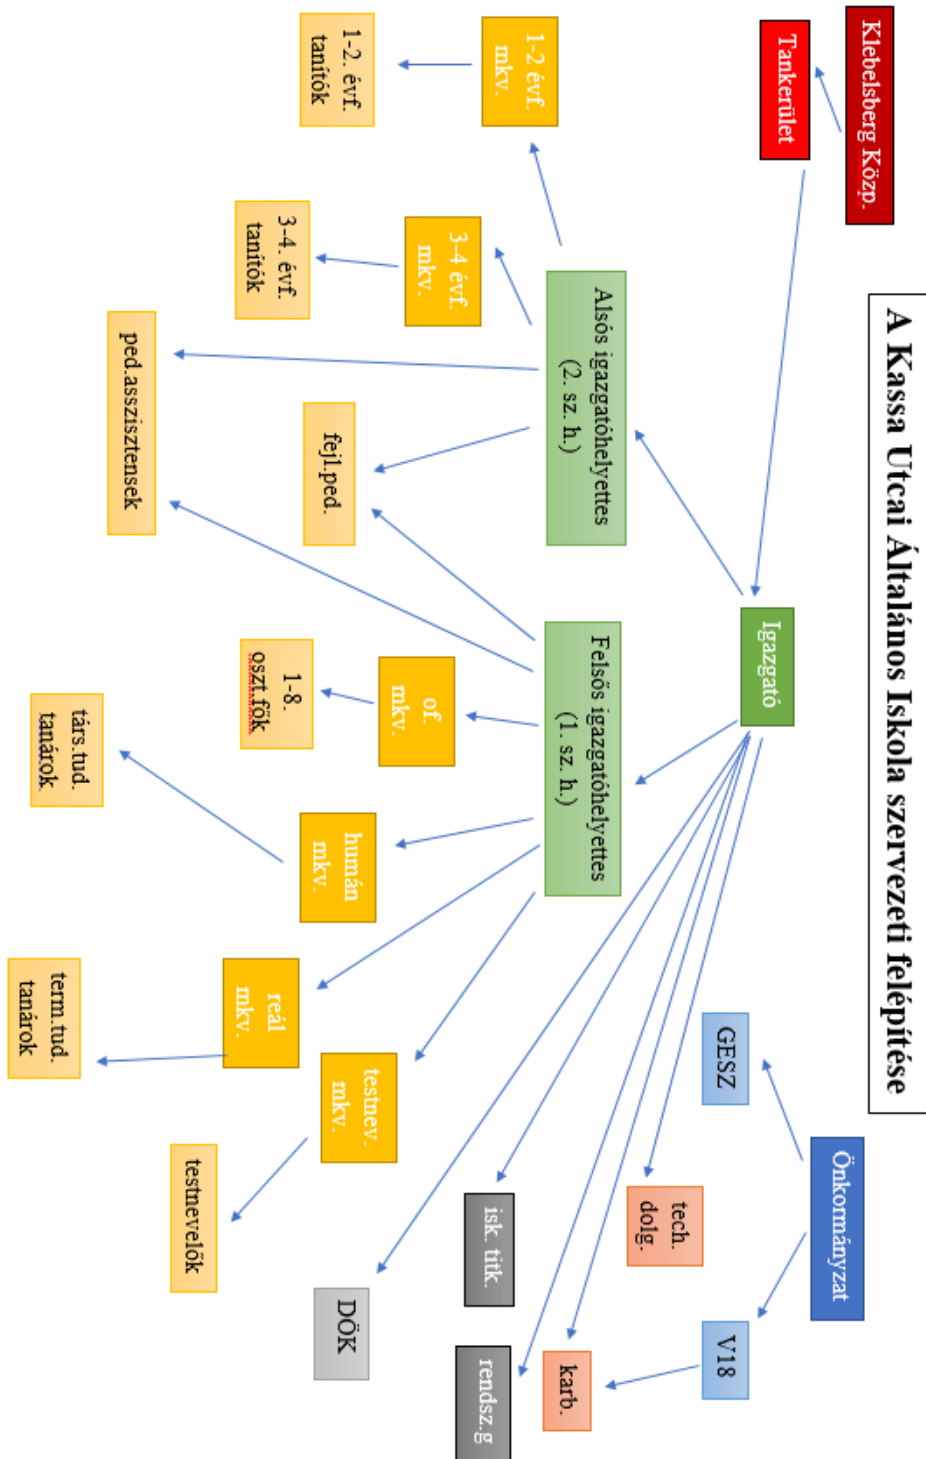 A Kassa Utcai Általános Iskola szervezeti felépítése
Klebelsberg Közp.
Tankerület
Igazgató
Önkormányzat
GESZ
V18
Alsós igazgatóhelyettes
(2. sz. h.)
Felsős igazgatóhelyettes
(1. sz. h.)
tech.
dolg.
karb.
isk. titk.
rendsz.g
DÖK
1-2 évf.
mkv.
3-4 évf.
mkv.
of.
mkv.
humán
mkv.
reál
mkv.
testnev.
mkv.
1-2. évf.
tanítók
3-4. évf.
tanítók
ped.asszisztensek
fejl.ped.
1-8.
oszt.fők
társ.tud.
tanárok
term.tud.
tanárok
testnevelők